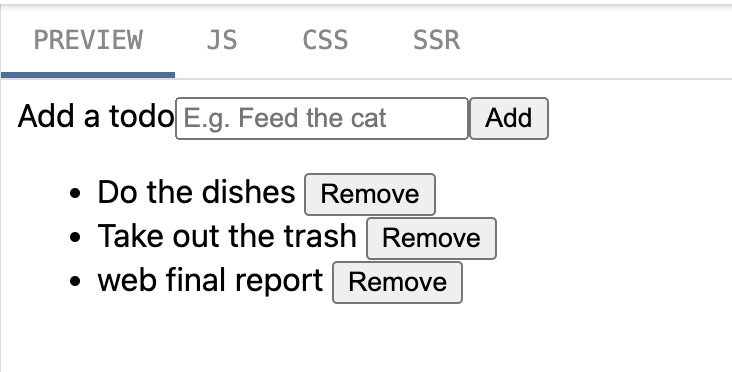 PREVIEW JS CSS SSR
Add a todo E.g. Feed the cat Add
Do the dishes Remove
Take out the trash Remove
web final report Remove